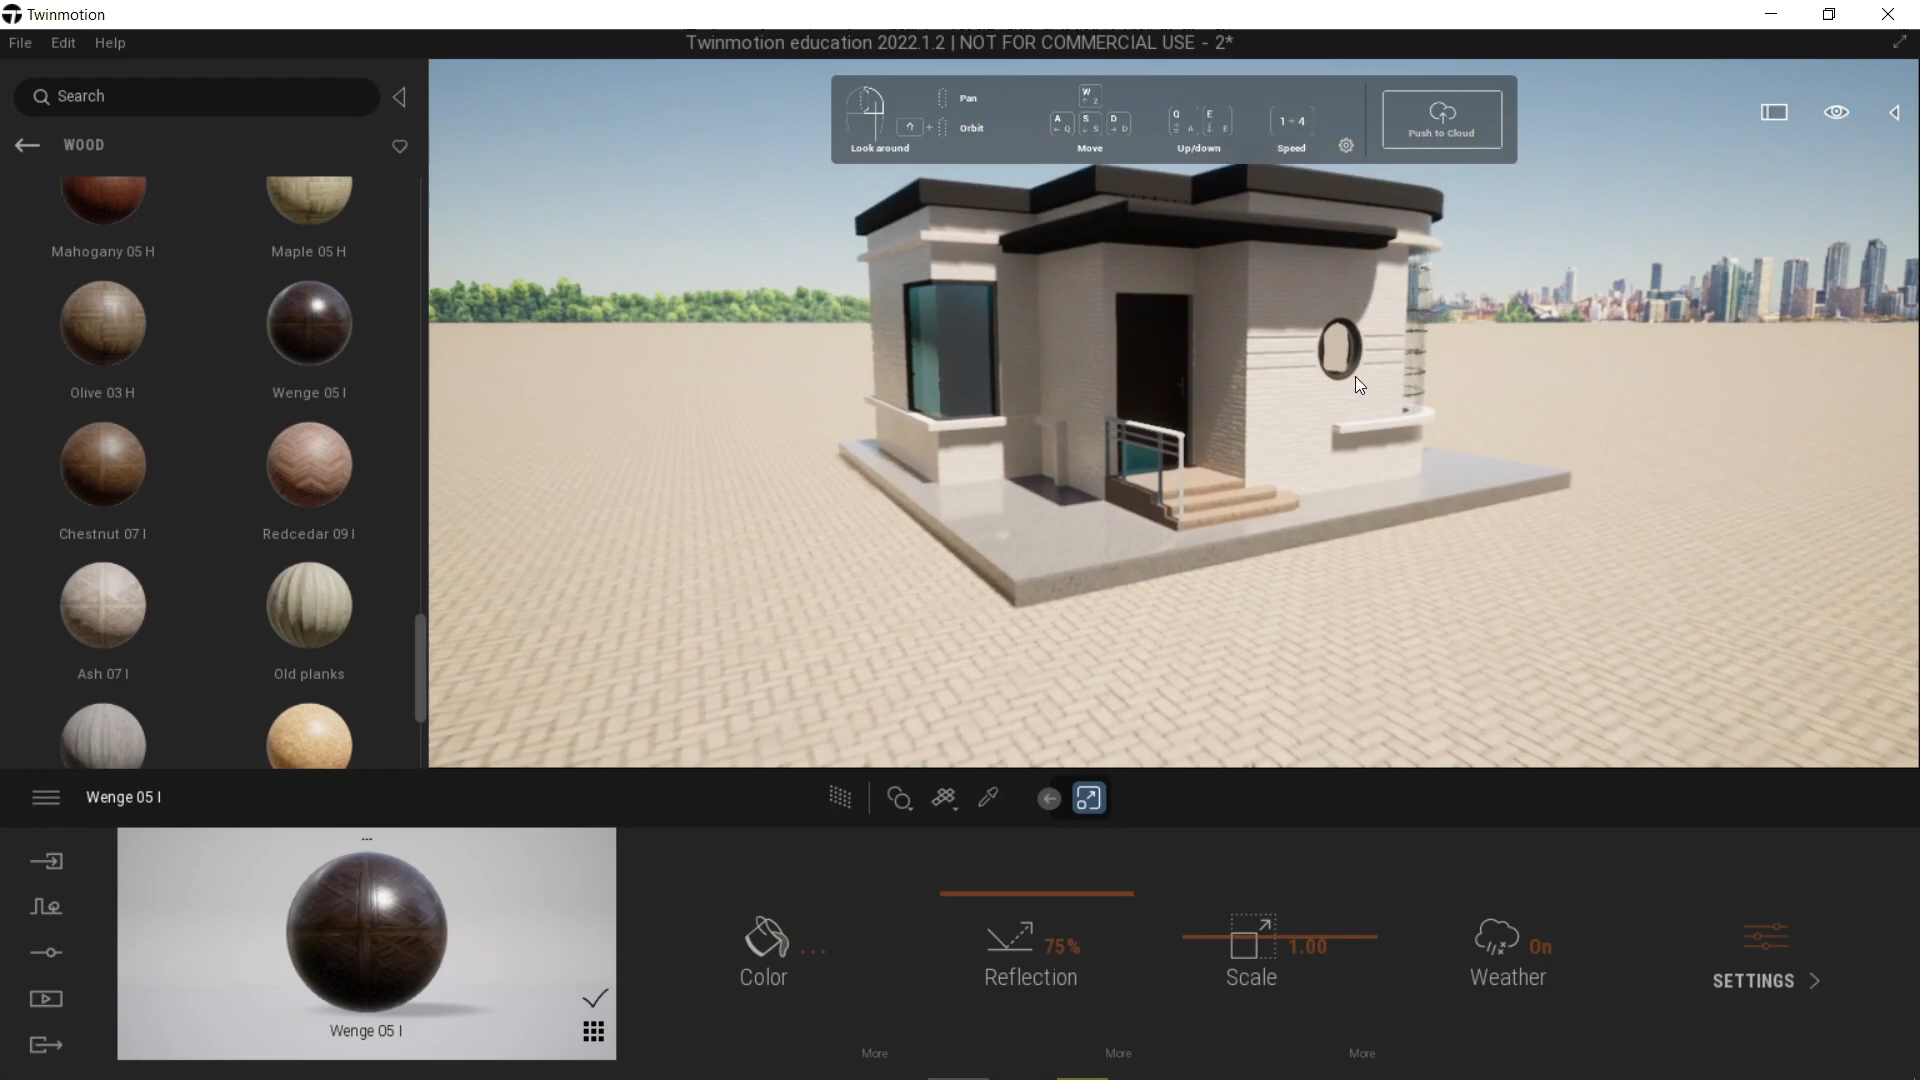 Twinmotion
File Edit Help
Twinmotion education 2022.1.2 | NOT FOR COMMERCIAL USE - 2*
Search
WOOD
Mahogany 05 H
Maple 05 H
Olive 03 H
Wenge 05 I
Chestnut 07 I
Redcedar 09 I
Ash 07 I
Old planks
Look around
Pan
Orbit
W
Z
A
Q
S
S
D
D
Move
Q
A
E
E
Up/down
1 4
Speed
Push to Cloud
Wenge 05 I
...
Wenge 05 I
Color ...
Reflection 75%
Scale 1.00
Weather On
SETTINGS
More
More
More